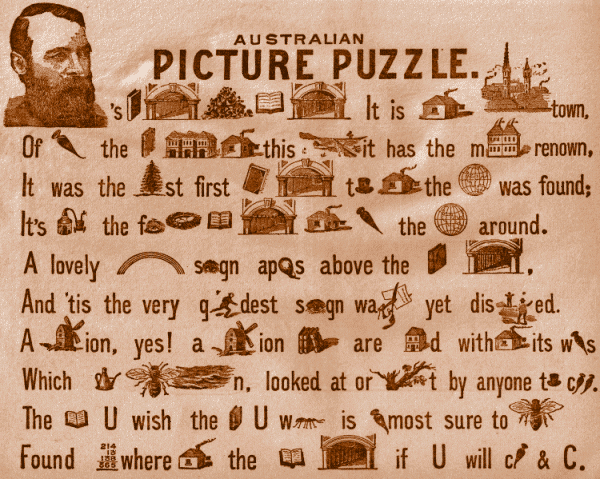 AUSTRALIAN
PICTURE PUZZLE.
's It is town,
Of the this it has the m renown,
It was the st first t the was found;
It's the f the around.
A lovely s gn ap s above the ,
And 'tis the very q dest s gn wa yet dis ed.
A ion, yes! a ion are d with its w s
Which n, looked at or t by anyone t c .
The U wish the U w is most sure to
Found 214 where the if U will c & C.